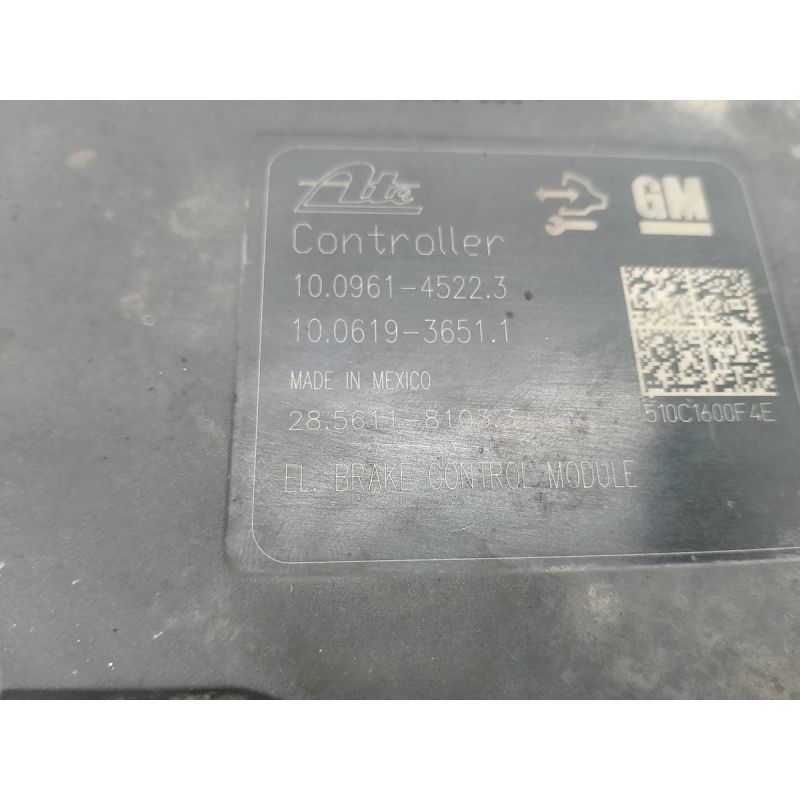 Ate
GM
Controller
10.0961-4522.3
10.0619-3651.1
MADE IN MEXICO
28.5611-8103.3
510C1600F4E
EL. BRAKE CONTROL MODULE